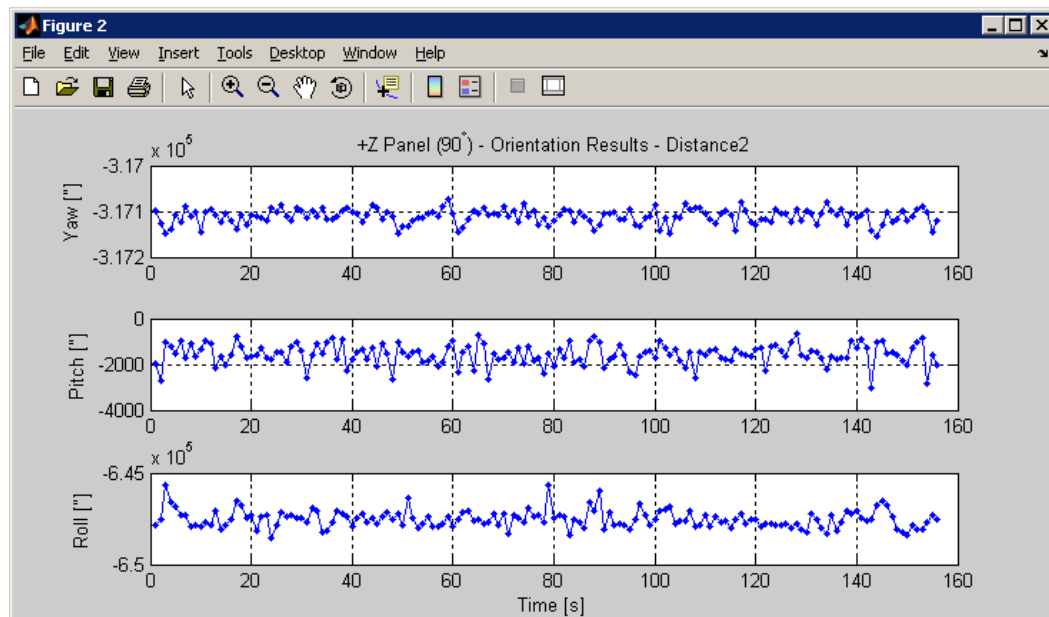 Figure 2
File Edit View Insert Tools Desktop Window Help
+Z Panel (90°) - Orientation Results - Distance2
x 10^5
-3.17
-3.171
-3.172
Yaw ["]
0 20 40 60 80 100 120 140 160
0
-2000
-4000
Pitch ["]
0 20 40 60 80 100 120 140 160
x 10^5
-6.45
-6.5
Roll ["]
0 20 40 60 80 100 120 140 160
Time [s]